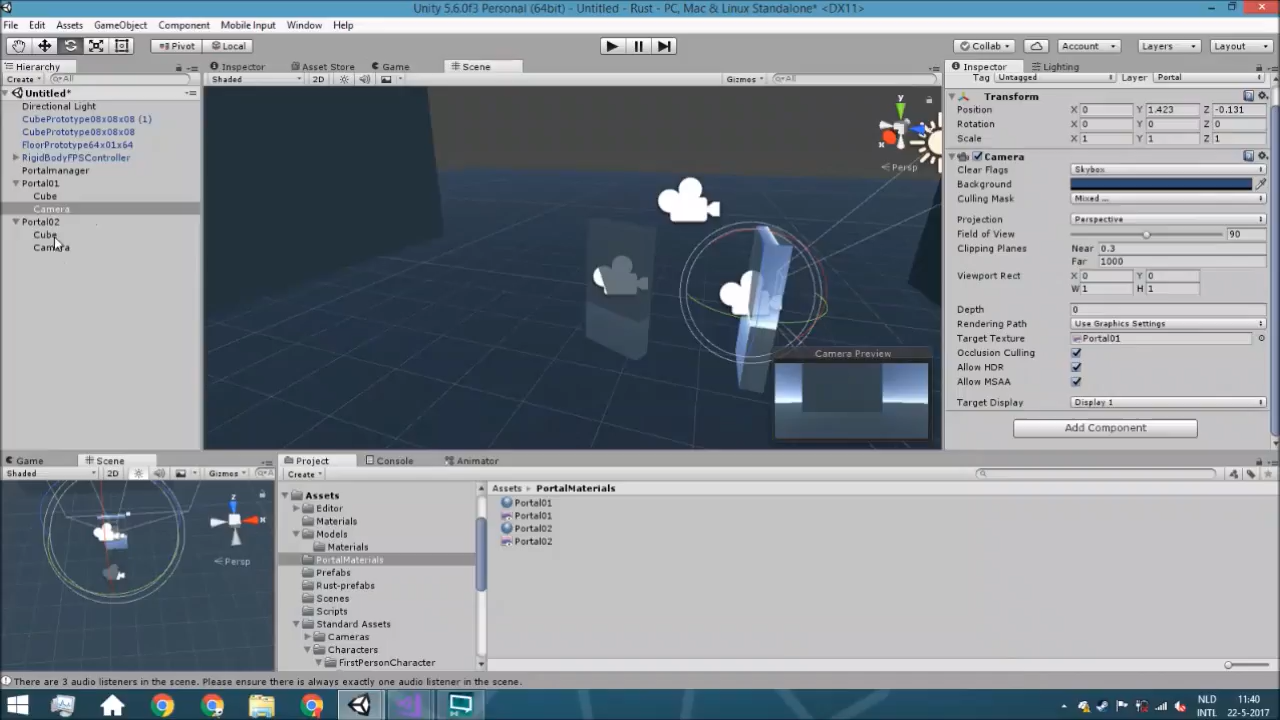 Unity 5.6.0f3 Personal (64bit) - Untitled - Rust - PC, Mac & Linux Standalone* <DX11>
File Edit Assets GameObject Component Mobile Input Window Help
Pivot Local Collab Account Layers Layout
Hierarchy Inspector Asset Store Game Scene Inspector Lighting
Create All Shaded 2D Gizmos All Tag Untagged Layer Portal
Untitled*
Directional Light
CubePrototype08x08x08 (1)
CubePrototype08x08x08
FloorPrototype64x01x64
RigidBodyFPSController
Portalmanager
Portal01
Cube
Camera
Portal02
Cube
Camera
y
x
Persp
Camera Preview
Transform
Position X 0 Y 1.423 Z -0.131
Rotation X 0 Y 0 Z 0
Scale X 1 Y 1 Z 1
Camera
Clear Flags Skybox
Background
Culling Mask Mixed ...
Projection Perspective
Field of View 90
Clipping Planes Near 0.3
Far 1000
Viewport Rect X 0 Y 0
W 1 H 1
Depth 0
Rendering Path Use Graphics Settings
Target Texture Portal01
Occlusion Culling
Allow HDR
Allow MSAA
Target Display Display 1
Add Component
Game Scene
Shaded 2D Gizmos
z
x
Persp
Project Console Animator
Create
Assets
Editor
Materials
Models
Materials
PortalMaterials
Prefabs
Rust-prefabs
Scenes
Scripts
Standard Assets
Cameras
Characters
FirstPersonCharacter
Assets PortalMaterials
Portal01
Portal01
Portal02
Portal02
There are 3 audio listeners in the scene. Please ensure there is always exactly one audio listener in the scene.
NLD 11:40
INTL 22-5-2017